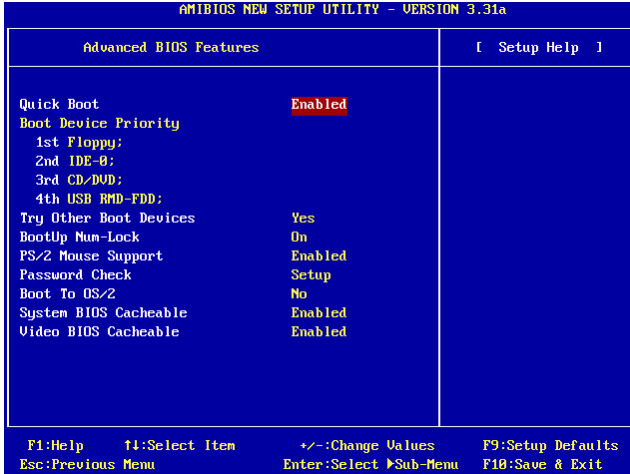 AMIBIOS NEW SETUP UTILITY - VERSION 3.31a
Advanced BIOS Features [ Setup Help ]
Quick Boot Enabled
Boot Device Priority
1st Floppy;
2nd IDE-0;
3rd CD/DVD;
4th USB RMD-FDD;
Try Other Boot Devices Yes
BootUp Num-Lock On
PS/2 Mouse Support Enabled
Password Check Setup
Boot To OS/2 No
System BIOS Cacheable Enabled
Video BIOS Cacheable Enabled
F1:Help ↑↓:Select Item +/-:Change Values F9:Setup Defaults
Esc:Previous Menu Enter:Select ▶Sub-Menu F10:Save & Exit